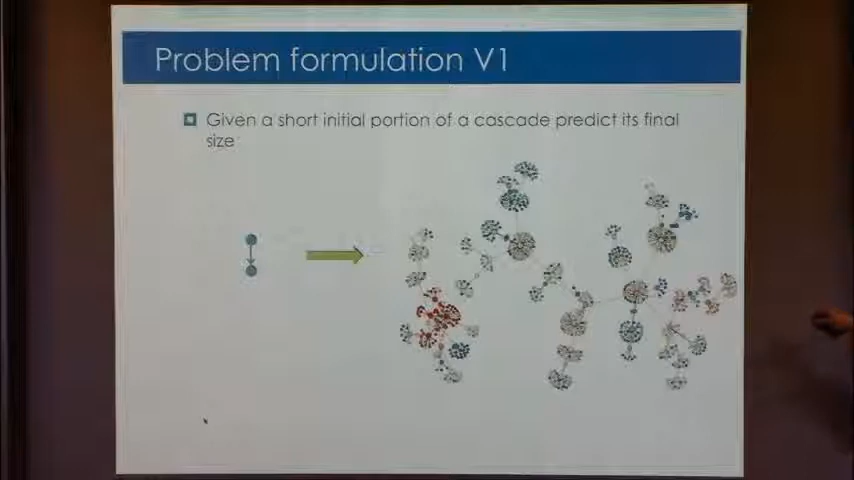 Problem formulation V1
Given a short initial portion of a cascade predict its final
size